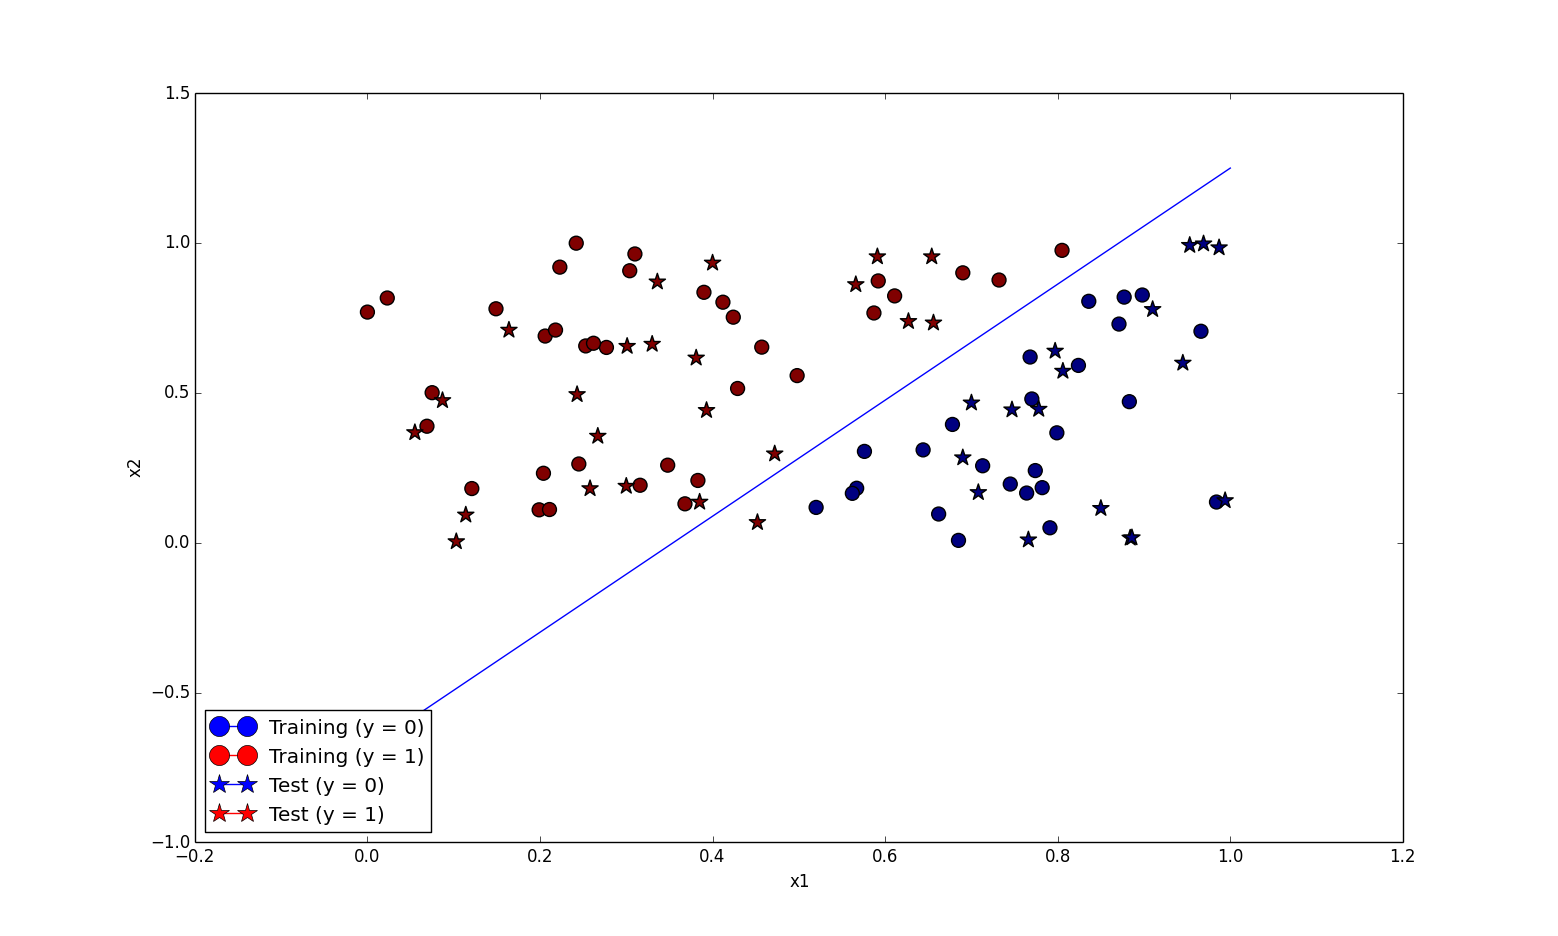 1.5
1.0
0.5
0.0
−0.5
−1.0
x2
Training (y = 0)
Training (y = 1)
Test (y = 0)
Test (y = 1)
−0.2 0.0 0.2 0.4 0.6 0.8 1.0 1.2
x1